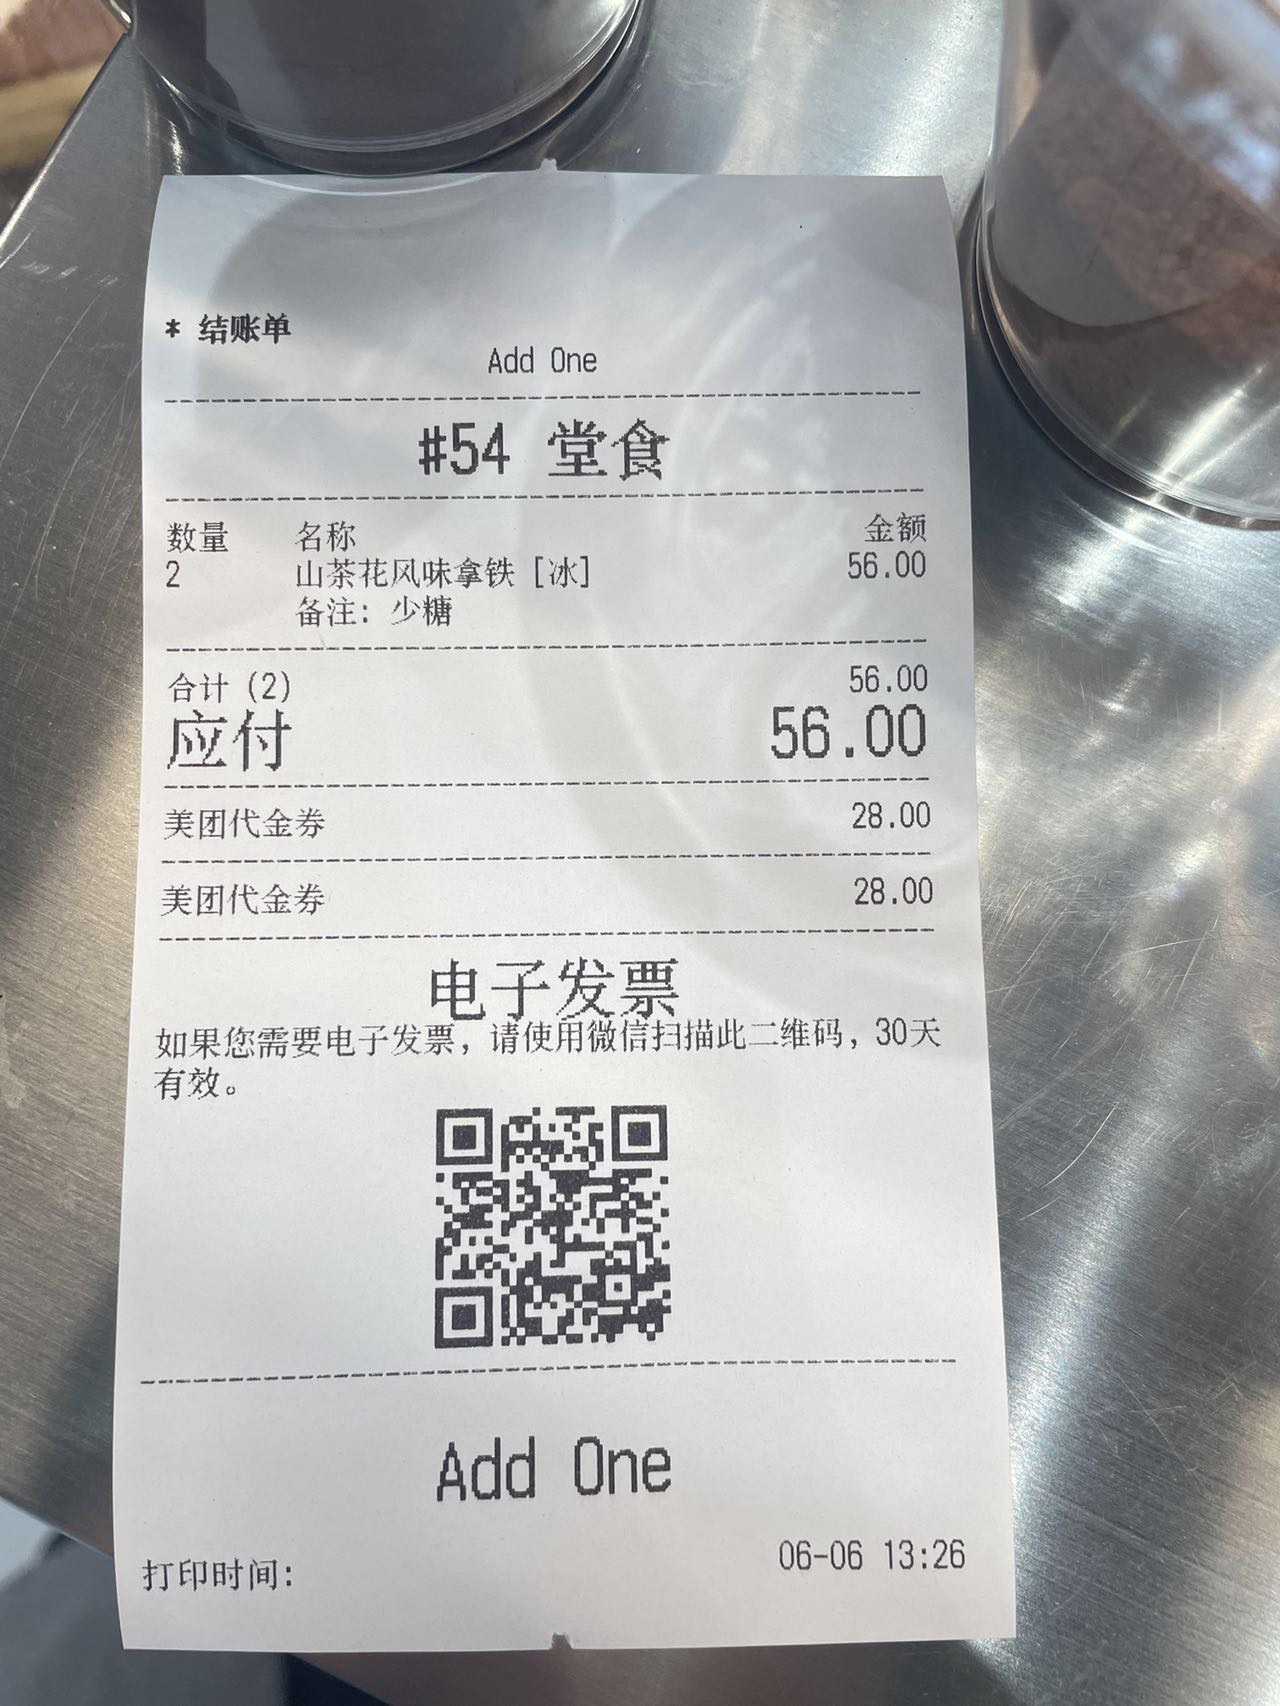 * 结账单
Add One
#54 堂食
数量 名称 金额
2 山茶花风味拿铁 [冰] 56.00
备注: 少糖
合计 (2) 56.00
应付 56.00
美团代金券 28.00
美团代金券 28.00
电子发票
如果您需要电子发票，请使用微信扫描此二维码，30天
有效。
Add One
打印时间: 06-06 13:26